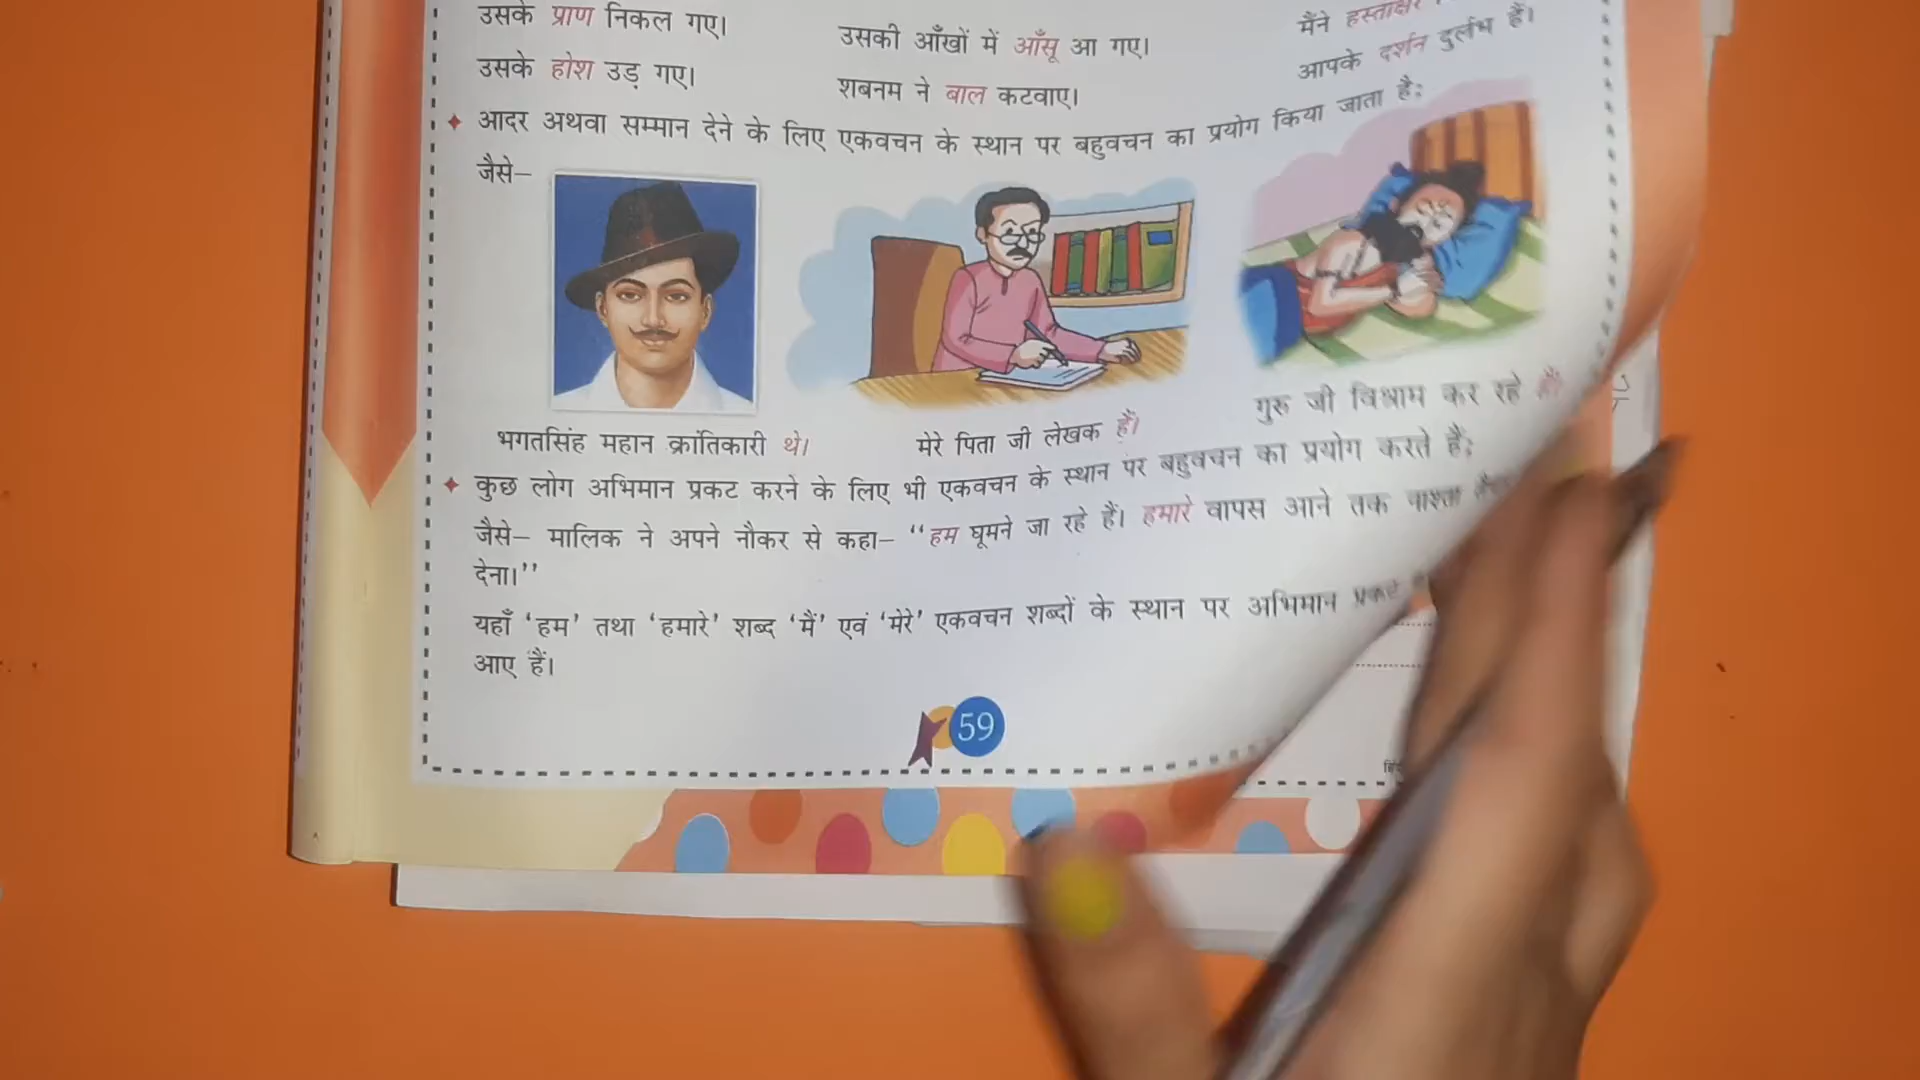 उसके प्राण निकल गए। उसकी आँखों में आँसू आ गए। मैंने हस्ताक्षर
उसके होश उड़ गए। शबनम ने बाल कटवाए। आपके दर्शन दुर्लभ हैं।
आदर अथवा सम्मान देने के लिए एकवचन के स्थान पर बहुवचन का प्रयोग किया जाता है;
जैसे–
भगतसिंह महान क्रांतिकारी थे। मेरे पिता जी लेखक हैं। गुरु जी विश्राम कर रहे हैं।
कुछ लोग अभिमान प्रकट करने के लिए भी एकवचन के स्थान पर बहुवचन का प्रयोग करते हैं;
जैसे– मालिक ने अपने नौकर से कहा– “हम घूमने जा रहे हैं। हमारे वापस आने तक नाश्ता
देना।”
यहाँ ‘हम’ तथा ‘हमारे’ शब्द ‘मैं’ एवं ‘मेरे’ एकवचन शब्दों के स्थान पर अभिमान प्रकट
आए हैं।
59